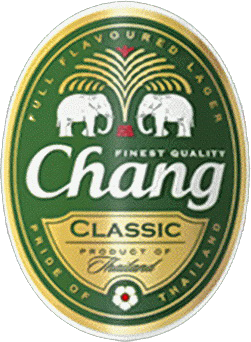 FULL FLAVOURED LAGER
FINEST QUALITY
Chang
CLASSIC
PRODUCT OF
Thailand
PRIDE OF THAILAND